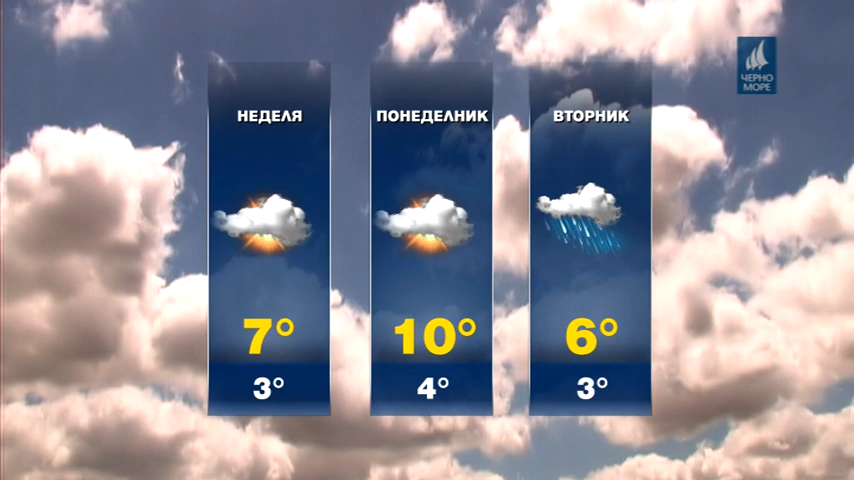 ЧЕРНО
МОРЕ
НЕДЕЛЯ
ПОНЕДЕЛНИК
ВТОРНИК
7°
10°
6°
3°
4°
3°